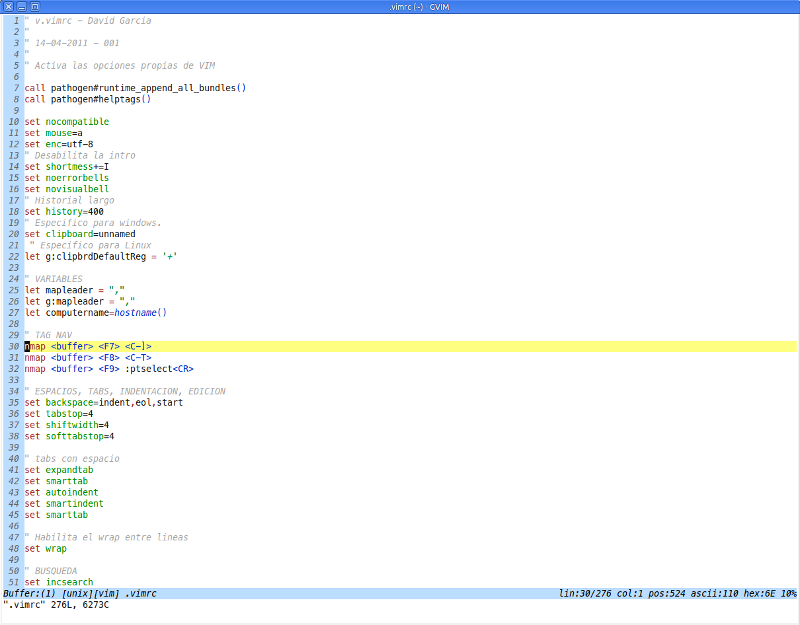 .vimrc (~) - GVIM
1 " v.vimrc ~ David Garcia
2 "
3 " 14-04-2011 - 001
4 "
5 " Activa las opciones propias de VIM
6
7 call pathogen#runtime_append_all_bundles()
8 call pathogen#helptags()
9
10 set nocompatible
11 set mouse=a
12 set enc=utf-8
13 " Desabilita la intro
14 set shortmess+=I
15 set noerrorbells
16 set novisualbell
17 " Historial largo
18 set history=400
19 " Especifico para windows.
20 set clipboard=unnamed
21  " Especifico para Linux
22 let g:clipbrdDefaultReg = '+'
23
24 " VARIABLES
25 let mapleader = ","
26 let g:mapleader = ","
27 let computername=hostname()
28
29 " TAG NAV
30 nmap <buffer> <F7> <C-]>
31 nmap <buffer> <F8> <C-T>
32 nmap <buffer> <F9> :ptselect<CR>
33
34 " ESPACIOS, TABS, INDENTACION, EDICION
35 set backspace=indent,eol,start
36 set tabstop=4
37 set shiftwidth=4
38 set softtabstop=4
39
40 " tabs con espacio
41 set expandtab
42 set smarttab
43 set autoindent
44 set smartindent
45 set smarttab
46
47 " Habilita el wrap entre lineas
48 set wrap
49
50 " BUSQUEDA
51 set incsearch
Buffer:(1) [unix][vim] .vimrc lin:30/276 col:1 pos:524 ascii:110 hex:6E 10%
".vimrc" 276L, 6273C